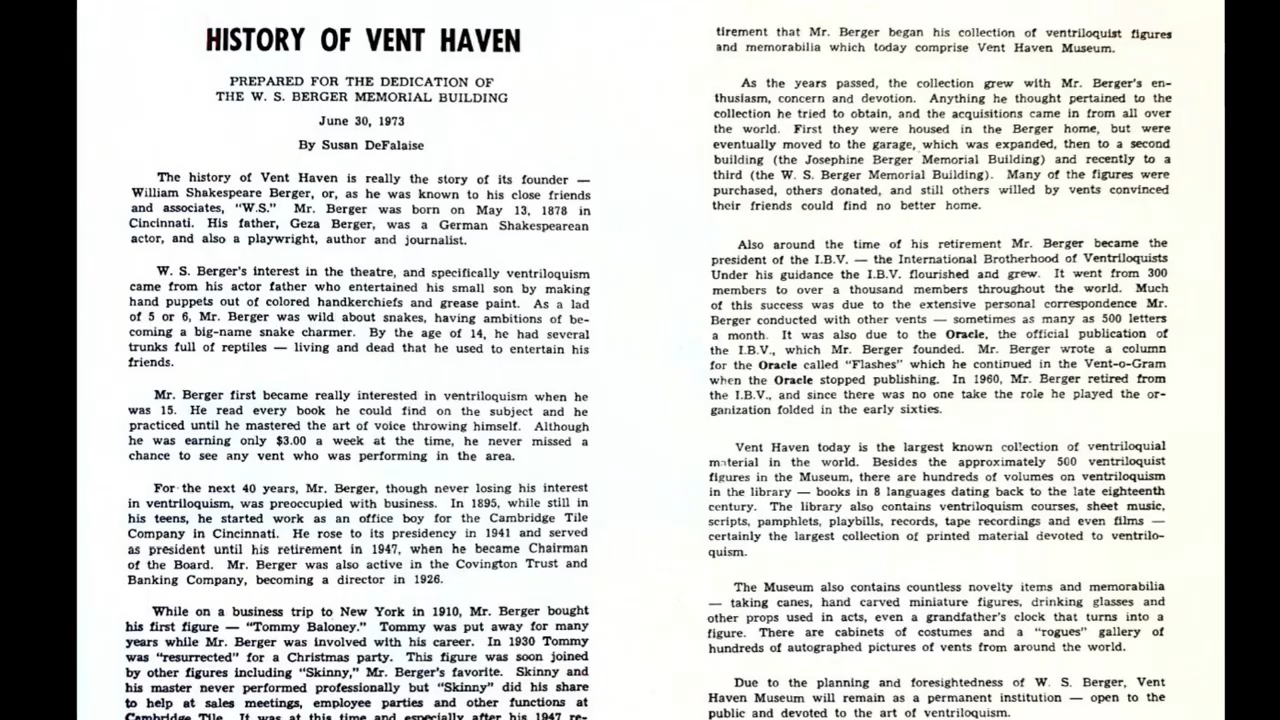 HISTORY OF VENT HAVEN
PREPARED FOR THE DEDICATION OF
THE W. S. BERGER MEMORIAL BUILDING
June 30, 1973
By Susan DeFalaise
The history of Vent Haven is really the story of its founder —
William Shakespeare Berger, or, as he was known to his close friends
and associates, "W.S." Mr. Berger was born on May 13, 1878 in
Cincinnati. His father, Geza Berger, was a German Shakespearean
actor, and also a playwright, author and journalist.
W. S. Berger's interest in the theatre, and specifically ventriloquism
came from his actor father who entertained his small son by making
hand puppets out of colored handkerchiefs and grease paint. As a lad
of 5 or 6, Mr. Berger was wild about snakes, having ambitions of be-
coming a big-name snake charmer. By the age of 14, he had several
trunks full of reptiles — living and dead that he used to entertain his
friends.
Mr. Berger first became really interested in ventriloquism when he
was 15. He read every book he could find on the subject and he
practiced until he mastered the art of voice throwing himself. Although
he was earning only $3.00 a week at the time, he never missed a
chance to see any vent who was performing in the area.
For the next 40 years, Mr. Berger, though never losing his interest
in ventriloquism, was preoccupied with business. In 1895, while still in
his teens, he started work as an office boy for the Cambridge Tile
Company in Cincinnati. He rose to its presidency in 1941 and served
as president until his retirement in 1947, when he became Chairman
of the Board. Mr. Berger was also active in the Covington Trust and
Banking Company, becoming a director in 1926.
While on a business trip to New York in 1910, Mr. Berger bought
his first figure — "Tommy Baloney." Tommy was put away for many
years while Mr. Berger was involved with his career. In 1930 Tommy
was "resurrected" for a Christmas party. This figure was soon joined
by other figures including "Skinny," Mr. Berger's favorite. Skinny and
his master never performed professionally but "Skinny" did his share
to help at sales meetings, employee parties and other functions at
Cambridge Tile. It was at this time and especially after his 1947 re-
tirement that Mr. Berger began his collection of ventriloquist figures
and memorabilia which today comprise Vent Haven Museum.
As the years passed, the collection grew with Mr. Berger's en-
thusiasm, concern and devotion. Anything he thought pertained to the
collection he tried to obtain, and the acquisitions came in from all over
the world. First they were housed in the Berger home, but were
eventually moved to the garage, which was expanded, then to a second
building (the Josephine Berger Memorial Building) and recently to a
third (the W. S. Berger Memorial Building). Many of the figures were
purchased, others donated, and still others willed by vents convinced
their friends could find no better home.
Also around the time of his retirement Mr. Berger became the
president of the I.B.V. — the International Brotherhood of Ventriloquists
Under his guidance the I.B.V. flourished and grew. It went from 300
members to over a thousand members throughout the world. Much
of this success was due to the extensive personal correspondence Mr.
Berger conducted with other vents — sometimes as many as 500 letters
a month. It was also due to the Oracle, the official publication of
the I.B.V., which Mr. Berger founded. Mr. Berger wrote a column
for the Oracle called "Flashes" which he continued in the Vent-o-Gram
when the Oracle stopped publishing. In 1960, Mr. Berger retired from
the I.B.V., and since there was no one take the role he played the or-
ganization folded in the early sixties.
Vent Haven today is the largest known collection of ventriloquial
material in the world. Besides the approximately 500 ventriloquist
figures in the Museum, there are hundreds of volumes on ventriloquism
in the library — books in 8 languages dating back to the late eighteenth
century. The library also contains ventriloquism courses, sheet music,
scripts, pamphlets, playbills, records, tape recordings and even films —
certainly the largest collection of printed material devoted to ventrilo-
quism.
The Museum also contains countless novelty items and memorabilia
— taking canes, hand carved miniature figures, drinking glasses and
other props used in acts, even a grandfather's clock that turns into a
figure. There are cabinets of costumes and a "rogues" gallery of
hundreds of autographed pictures of vents from around the world.
Due to the planning and foresightedness of W. S. Berger, Vent
Haven Museum will remain as a permanent institution — open to the
public and devoted to the art of ventriloquism.